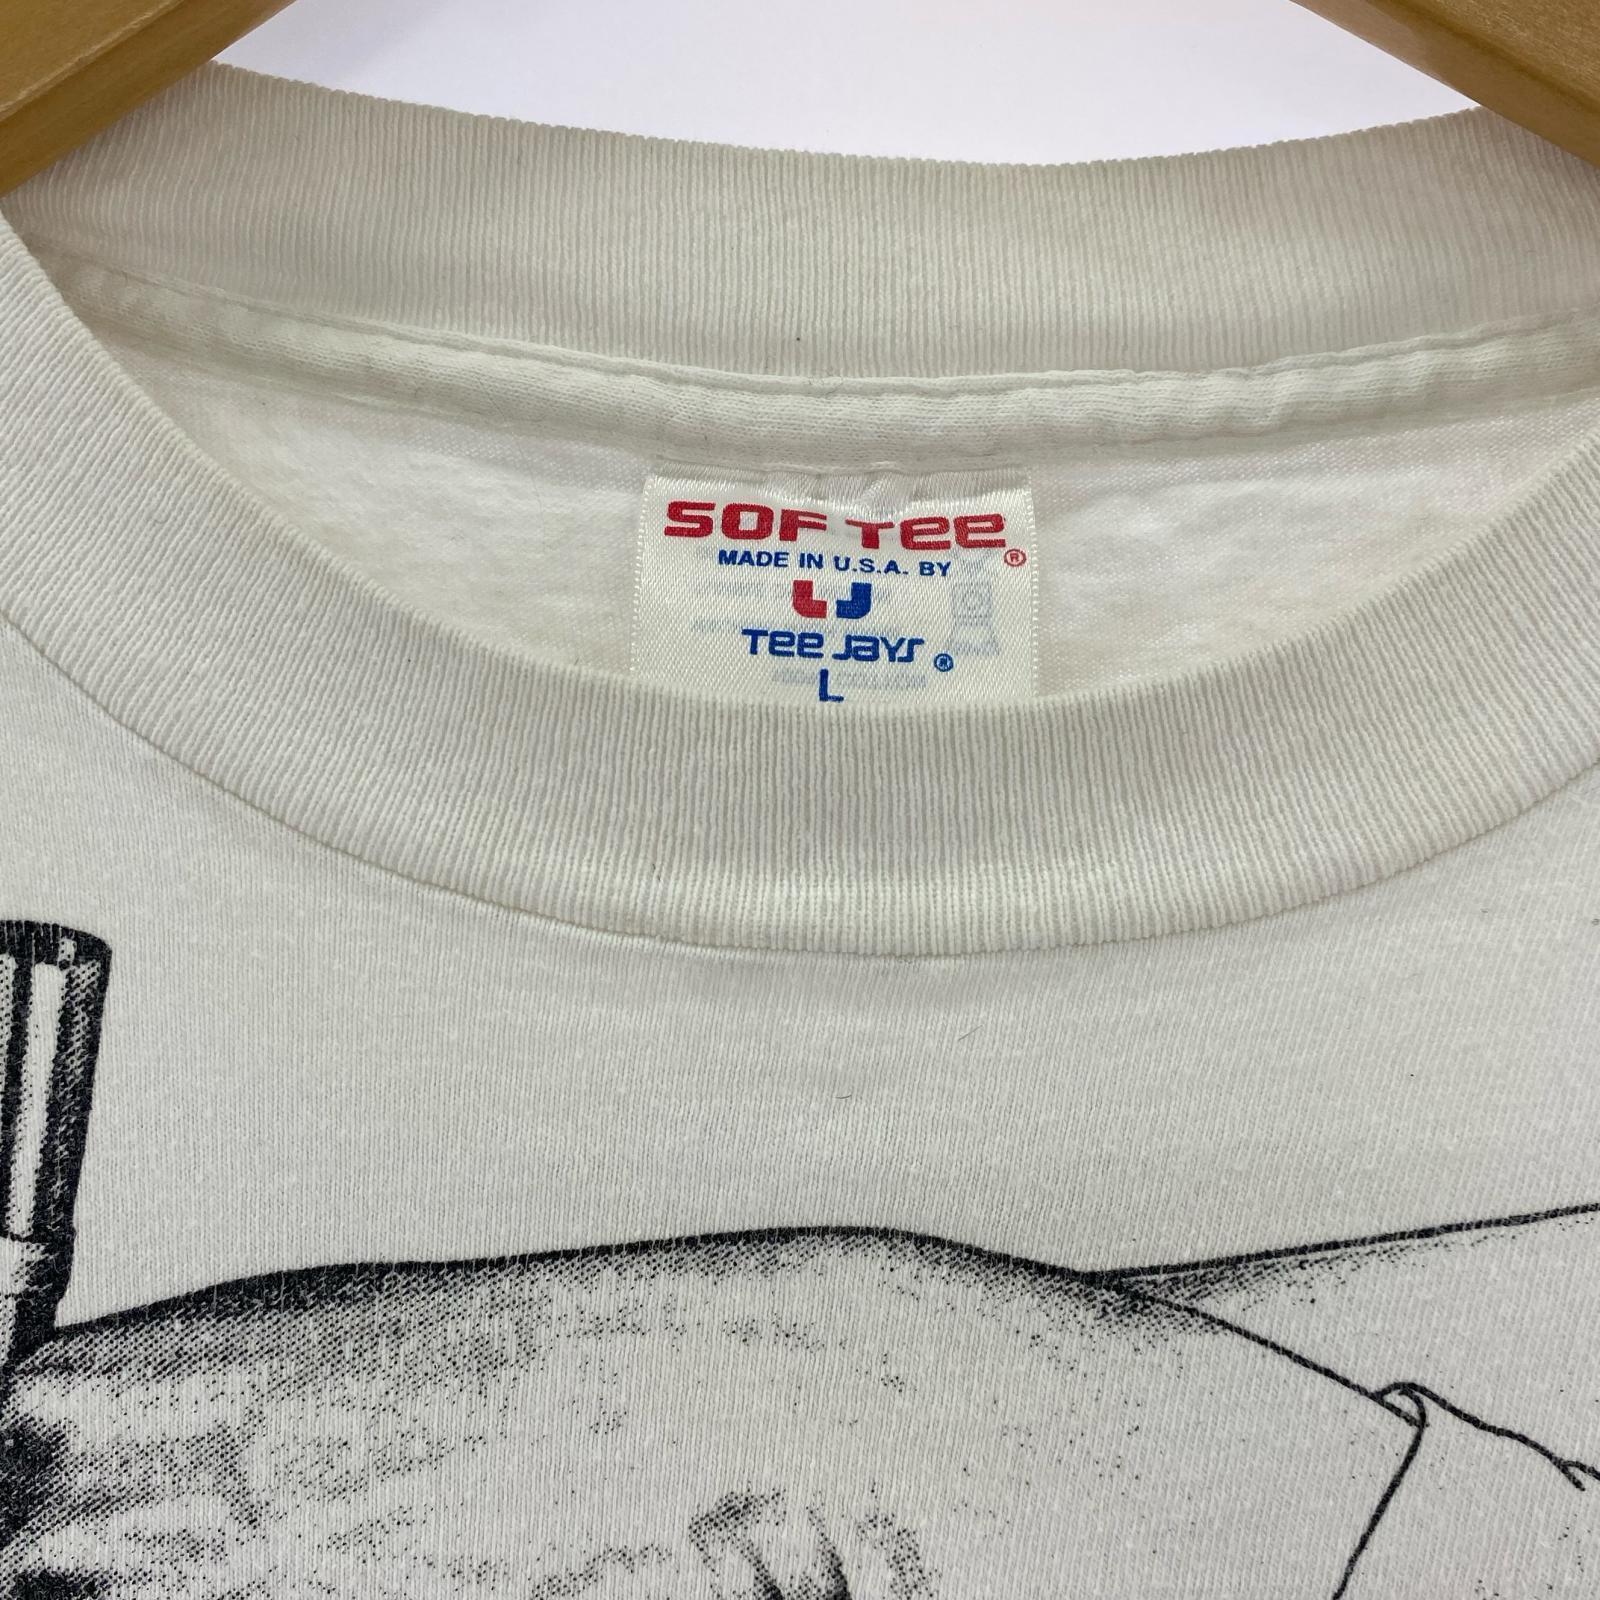 SOF TEE ®
MADE IN U.S.A. BY
TEE JAYS ®
L